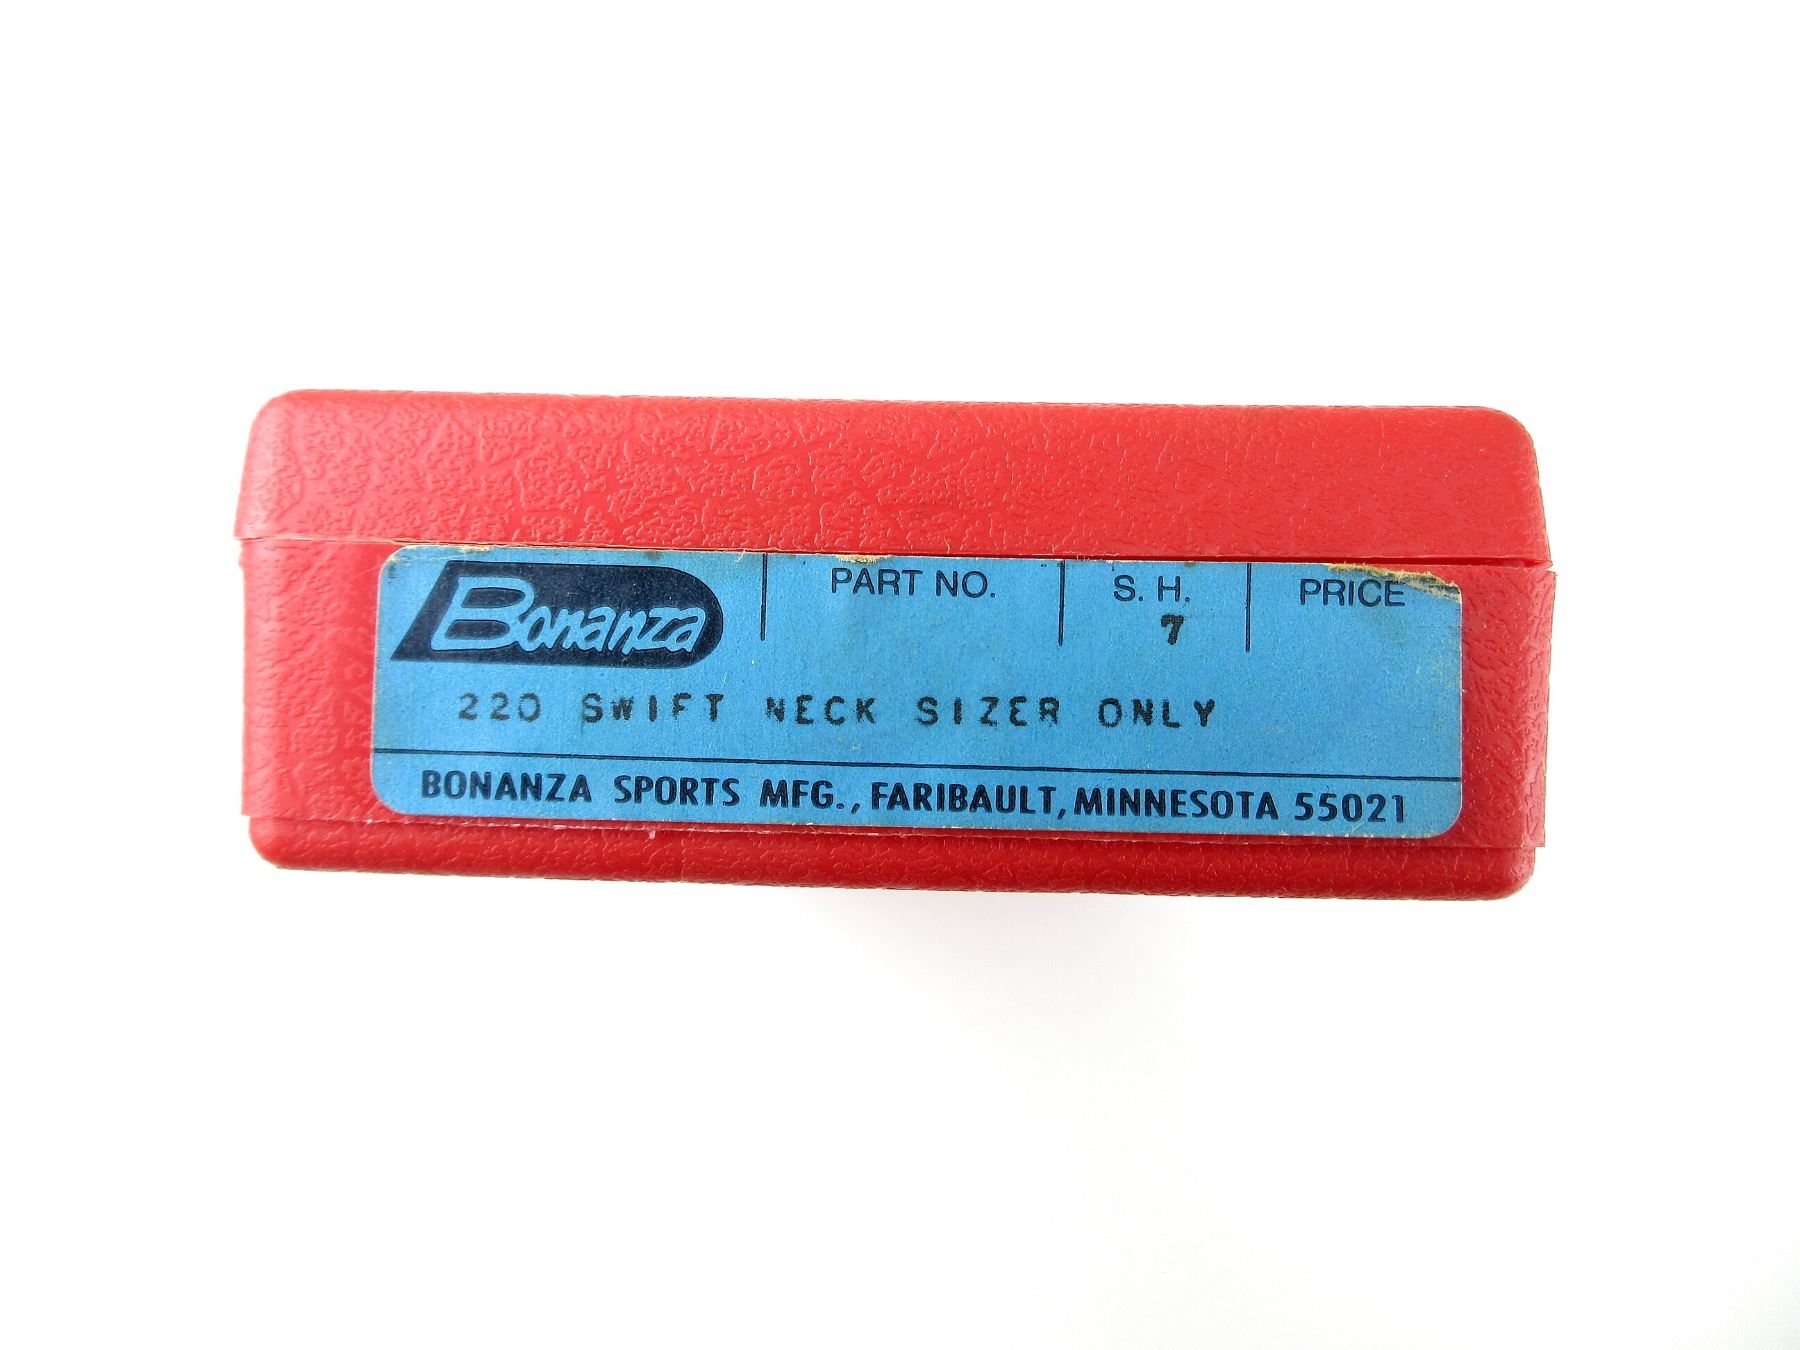 Bonanza PART NO. S. H. PRICE
7
220 SWIFT NECK SIZER ONLY
BONANZA SPORTS MFG., FARIBAULT, MINNESOTA 55021